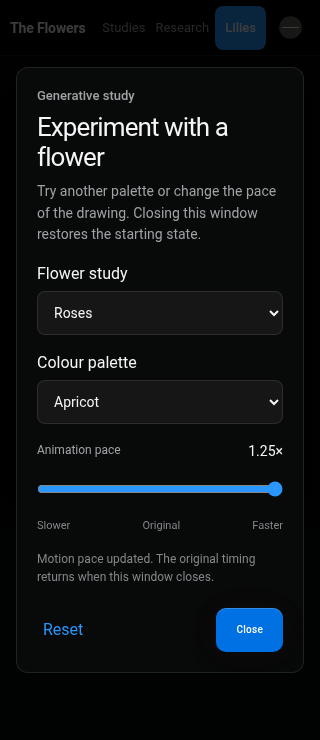 The Flowers Studies Research Lilies
Generative study
Experiment with a
flower
Try another palette or change the pace
of the drawing. Closing this window
restores the starting state.
Flower study
Roses
Colour palette
Apricot
Animation pace 1.25×
Slower Original Faster
Motion pace updated. The original timing
returns when this window closes.
Reset Close